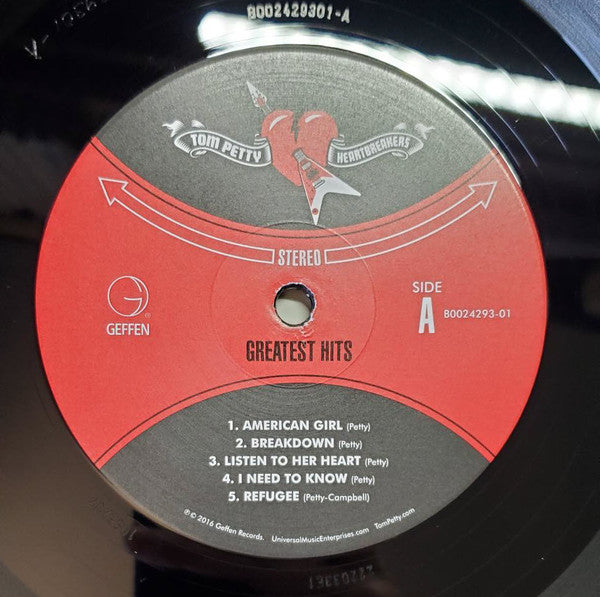 B002429301-A
TOM PETTY
HEARTBREAKERS
STEREO
GEFFEN
SIDE
A
B0024293-01
GREATEST HITS
1. AMERICAN GIRL (Petty)
2. BREAKDOWN (Petty)
3. LISTEN TO HER HEART (Petty)
4. I NEED TO KNOW (Petty)
5. REFUGEE (Petty-Campbell)
℗ © 2016 Geffen Records. UniversalMusicEnterprises.com TomPetty.com